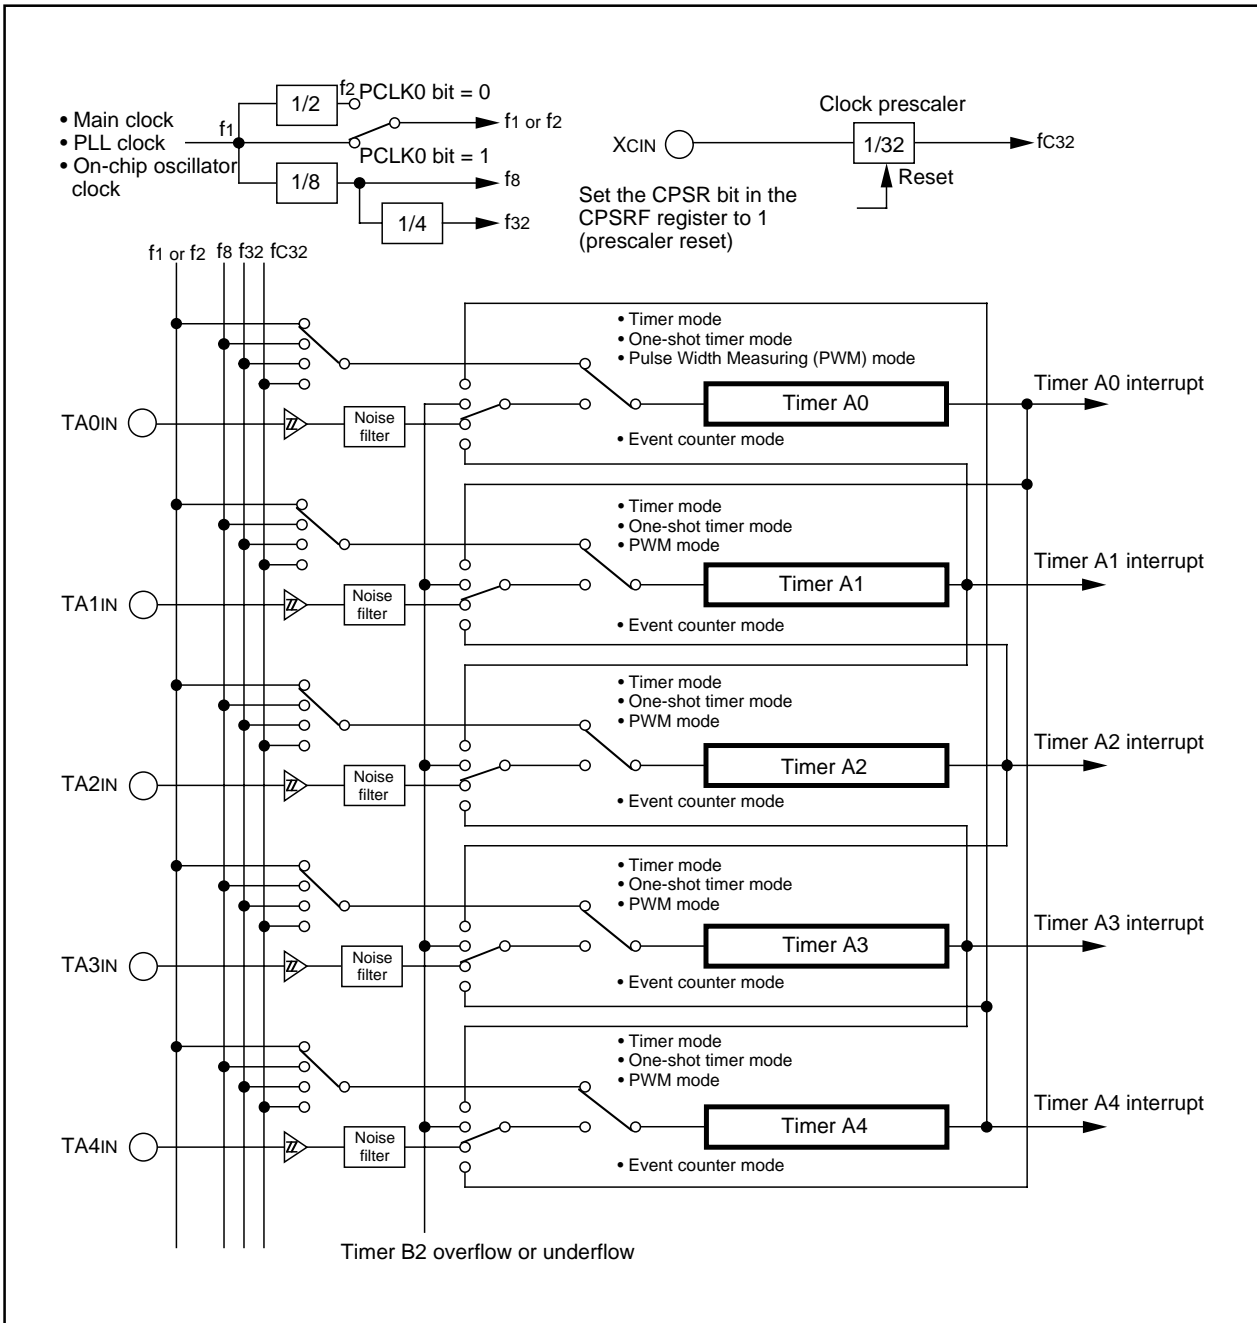 • Main clock
• PLL clock
• On-chip oscillator
clock
f1
1/2
f2
PCLK0 bit = 0
f1 or f2
PCLK0 bit = 1
1/8
f8
1/4
f32
Clock prescaler
XCIN
1/32
fC32
Reset
Set the CPSR bit in the
CPSRF register to 1
(prescaler reset)
f1 or f2 f8 f32 fC32
• Timer mode
• One-shot timer mode
• Pulse Width Measuring (PWM) mode
Timer A0 interrupt
Timer A0
TA0IN
Noise
filter
• Event counter mode
• Timer mode
• One-shot timer mode
• PWM mode
Timer A1 interrupt
Timer A1
TA1IN
Noise
filter
• Event counter mode
• Timer mode
• One-shot timer mode
• PWM mode
Timer A2 interrupt
Timer A2
TA2IN
Noise
filter
• Event counter mode
• Timer mode
• One-shot timer mode
• PWM mode
Timer A3 interrupt
Timer A3
TA3IN
Noise
filter
• Event counter mode
• Timer mode
• One-shot timer mode
• PWM mode
Timer A4 interrupt
Timer A4
TA4IN
Noise
filter
• Event counter mode
Timer B2 overflow or underflow